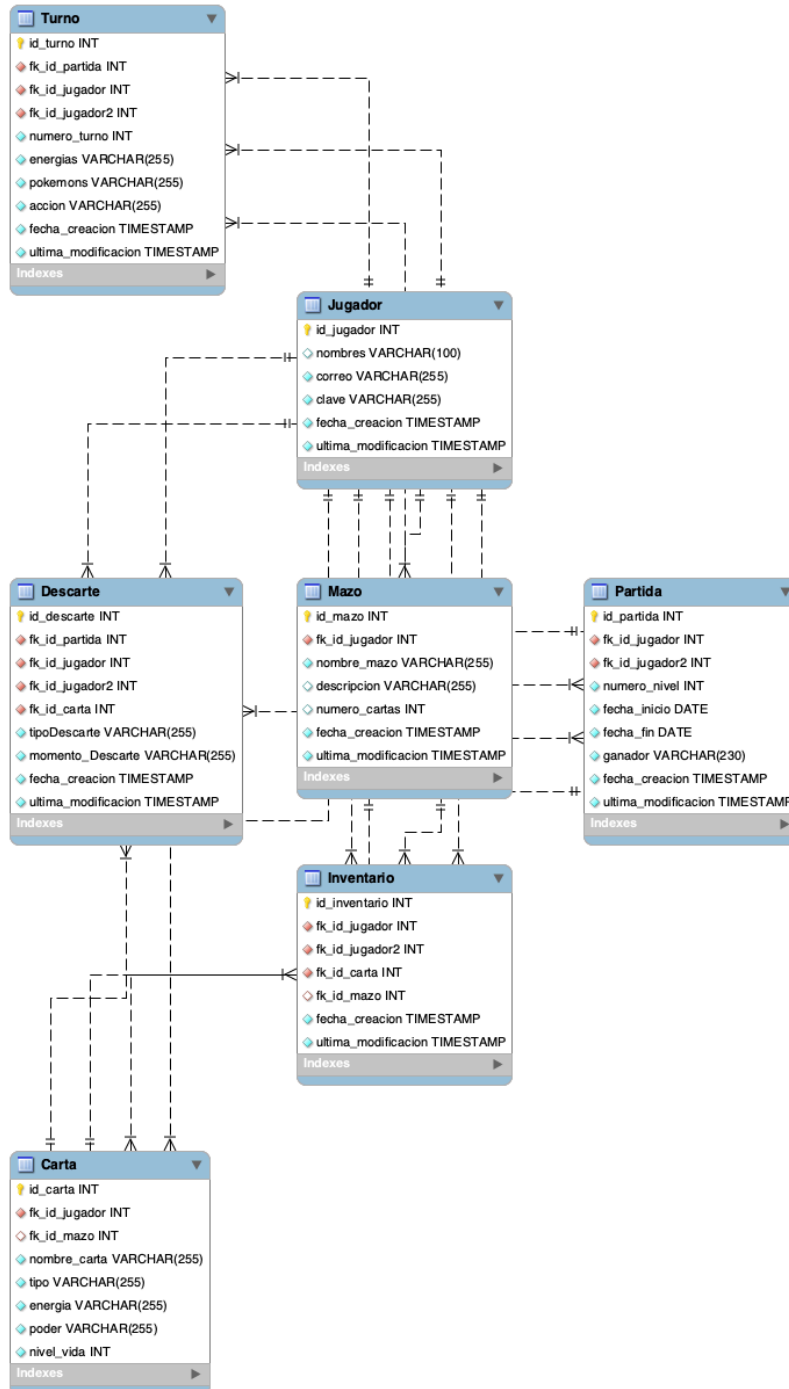 Turno
id_turno INT
fk_id_partida INT
fk_id_jugador INT
fk_id_jugador2 INT
numero_turno INT
energias VARCHAR(255)
pokemons VARCHAR(255)
accion VARCHAR(255)
fecha_creacion TIMESTAMP
ultima_modificacion TIMESTAMP
Indexes
Jugador
id_jugador INT
nombres VARCHAR(100)
correo VARCHAR(255)
clave VARCHAR(255)
fecha_creacion TIMESTAMP
ultima_modificacion TIMESTAMP
Indexes
Descarte
id_descarte INT
fk_id_partida INT
fk_id_jugador INT
fk_id_jugador2 INT
fk_id_carta INT
tipoDescarte VARCHAR(255)
momento_Descarte VARCHAR(255)
fecha_creacion TIMESTAMP
ultima_modificacion TIMESTAMP
Indexes
Mazo
id_mazo INT
fk_id_jugador INT
nombre_mazo VARCHAR(255)
descripcion VARCHAR(255)
numero_cartas INT
fecha_creacion TIMESTAMP
ultima_modificacion TIMESTAMP
Indexes
Partida
id_partida INT
fk_id_jugador INT
fk_id_jugador2 INT
numero_nivel INT
fecha_inicio DATE
fecha_fin DATE
ganador VARCHAR(230)
fecha_creacion TIMESTAMP
ultima_modificacion TIMESTAMP
Indexes
Inventario
id_inventario INT
fk_id_jugador INT
fk_id_jugador2 INT
fk_id_carta INT
fk_id_mazo INT
fecha_creacion TIMESTAMP
ultima_modificacion TIMESTAMP
Indexes
Carta
id_carta INT
fk_id_jugador INT
fk_id_mazo INT
nombre_carta VARCHAR(255)
tipo VARCHAR(255)
energia VARCHAR(255)
poder VARCHAR(255)
nivel_vida INT
Indexes